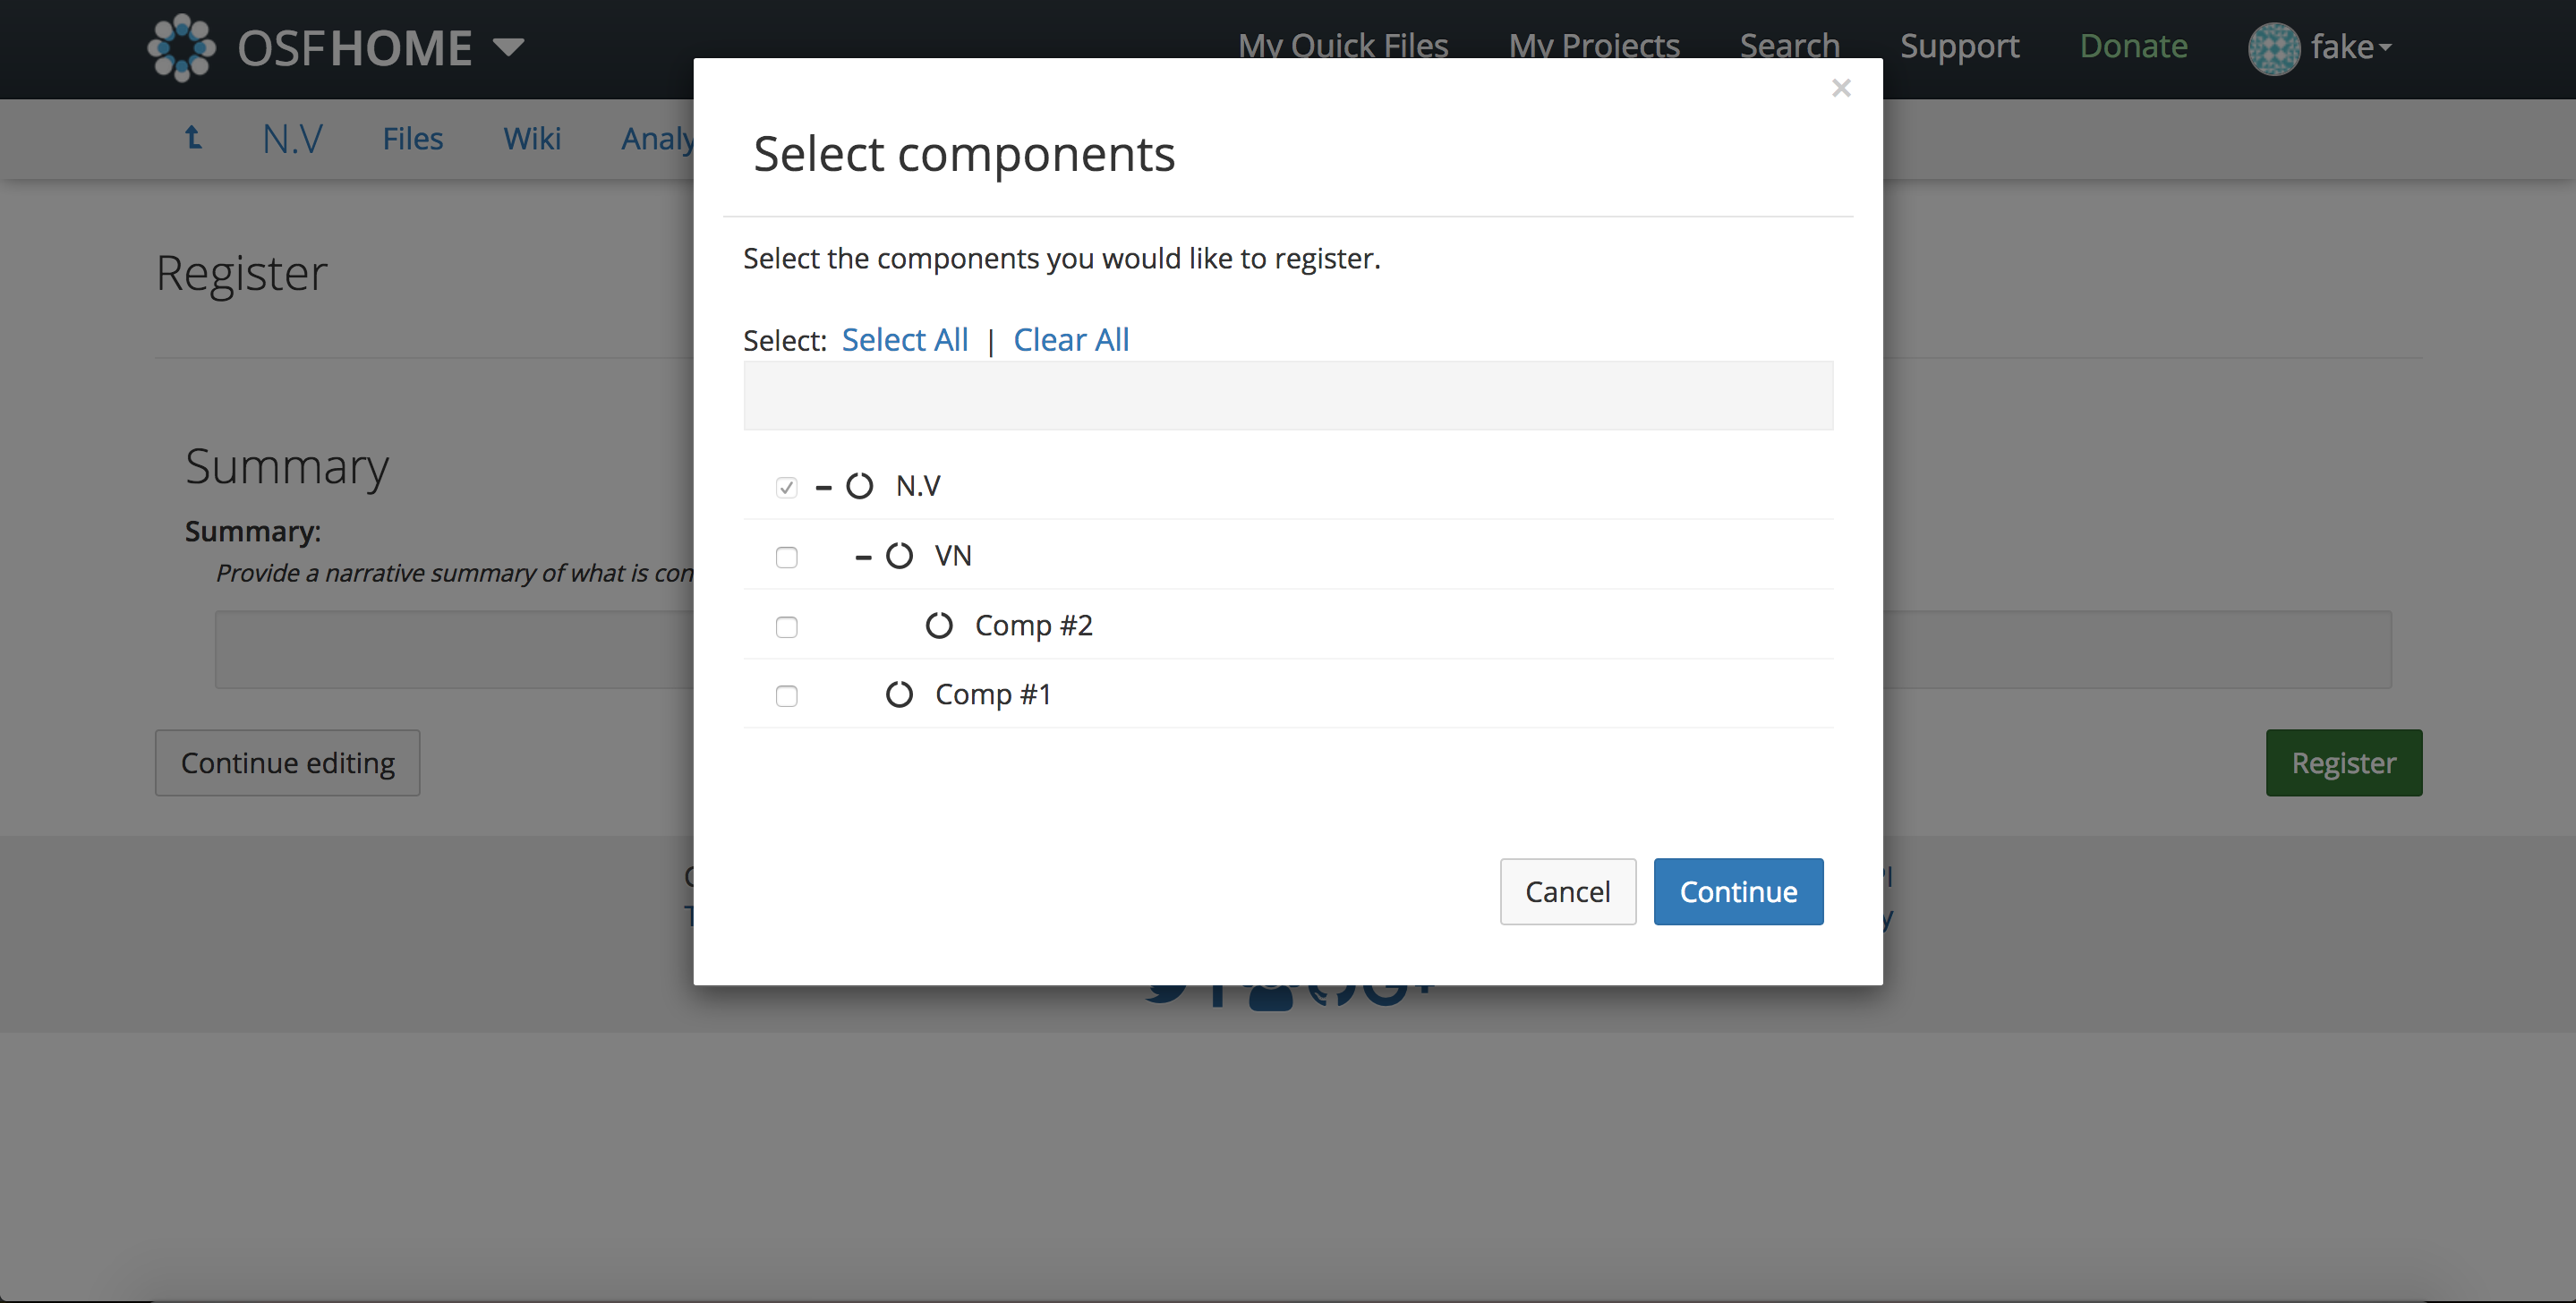 OSFHOME My Quick Files My Projects Search Support Donate fake
N.V Files Wiki
Select components
Select the components you would like to register.
Register
Select: Select All | Clear All
Summary
N.V
Summary:
VN
Provide a narrative summary of what is
Comp #2
Comp #1
Continue editing Register
Cancel Continue